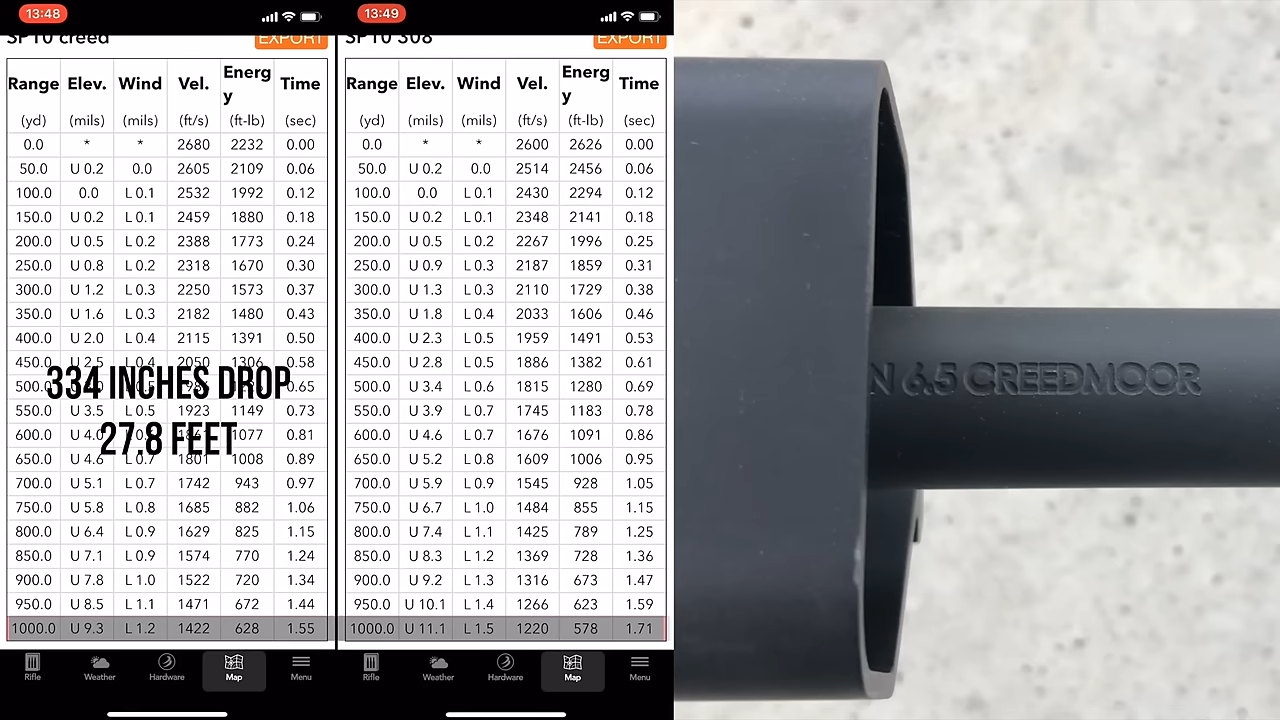 13:48
SP10 creed
EXPORT
Range Elev. Wind Vel. Energy Time
(yd) (mils) (mils) (ft/s) (ft-lb) (sec)
0.0 * * 2680 2232 0.00
50.0 U 0.2 0.0 2605 2109 0.06
100.0 0.0 L 0.1 2532 1992 0.12
150.0 U 0.2 L 0.1 2459 1880 0.18
200.0 U 0.5 L 0.2 2388 1773 0.24
250.0 U 0.8 L 0.2 2318 1670 0.30
300.0 U 1.2 L 0.3 2250 1573 0.37
350.0 U 1.6 L 0.3 2182 1480 0.43
400.0 U 2.0 L 0.4 2115 1391 0.50
450.0 U 2.5 L 0.4 2050 1306 0.58
334 INCHES DROP
500.0 0.65
550.0 U 3.5 L 0.5 1923 1149 0.73
27.8 FEET
600.0 U 4.0 1077 0.81
650.0 U 4.6 L 0.7 1801 1008 0.89
700.0 U 5.1 L 0.7 1742 943 0.97
750.0 U 5.8 L 0.8 1685 882 1.06
800.0 U 6.4 L 0.9 1629 825 1.15
850.0 U 7.1 L 0.9 1574 770 1.24
900.0 U 7.8 L 1.0 1522 720 1.34
950.0 U 8.5 L 1.1 1471 672 1.44
1000.0 U 9.3 L 1.2 1422 628 1.55
Rifle Weather Hardware Map Menu
13:49
SP10 308
EXPORT
Range Elev. Wind Vel. Energy Time
(yd) (mils) (mils) (ft/s) (ft-lb) (sec)
0.0 * * 2600 2626 0.00
50.0 U 0.2 0.0 2514 2456 0.06
100.0 0.0 L 0.1 2430 2294 0.12
150.0 U 0.2 L 0.1 2348 2141 0.18
200.0 U 0.5 L 0.2 2267 1996 0.25
250.0 U 0.9 L 0.3 2187 1859 0.31
300.0 U 1.3 L 0.3 2110 1729 0.38
350.0 U 1.8 L 0.4 2033 1606 0.46
400.0 U 2.3 L 0.5 1959 1491 0.53
450.0 U 2.8 L 0.5 1886 1382 0.61
500.0 U 3.4 L 0.6 1815 1280 0.69
550.0 U 3.9 L 0.7 1745 1183 0.78
600.0 U 4.6 L 0.7 1676 1091 0.86
650.0 U 5.2 L 0.8 1609 1006 0.95
700.0 U 5.9 L 0.9 1545 928 1.05
750.0 U 6.7 L 1.0 1484 855 1.15
800.0 U 7.4 L 1.1 1425 789 1.25
850.0 U 8.3 L 1.2 1369 728 1.36
900.0 U 9.2 L 1.3 1316 673 1.47
950.0 U 10.1 L 1.4 1266 623 1.59
1000.0 U 11.1 L 1.5 1220 578 1.71
Rifle Weather Hardware Map Menu
N 6.5 CREEDMOOR